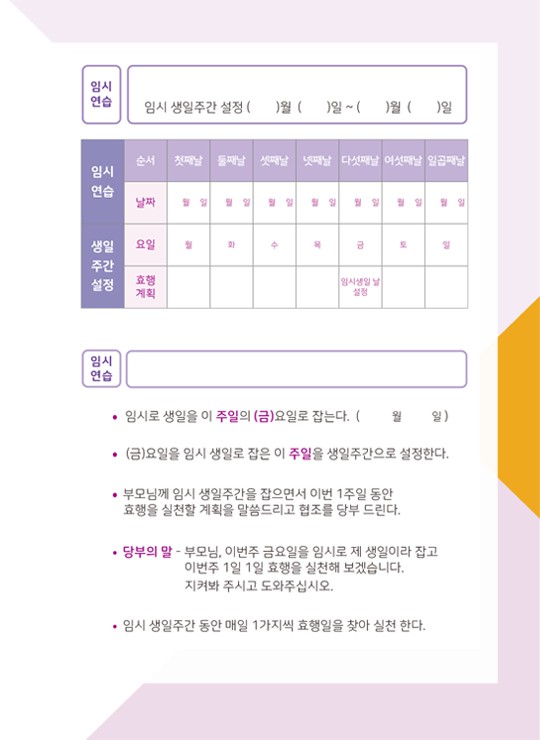 임시
연습
임시 생일주간 설정 (      )월 (      )일 ~ (      )월 (      )일
임시
연습
생일
주간
설정
순서 첫째날 둘째날 셋째날 넷째날 다섯째날 여섯째날 일곱째날
날짜 월 일 월 일 월 일 월 일 월 일 월 일 월 일
요일 월 화 수 목 금 토 일
효행
계획
임시생일 날
설정
임시
연습
• 임시로 생일을 이 주일의 (금)요일로 잡는다. (      월      일)
• (금)요일을 임시 생일로 잡은 이 주일을 생일주간으로 설정한다.
• 부모님께 임시 생일주간을 잡으면서 이번 1주일 동안
효행을 실천할 계획을 말씀드리고 협조를 당부 드린다.
• 당부의 말 - 부모님, 이번주 금요일을 임시로 제 생일이라 잡고
이번주 1일 1일 효행을 실천해 보겠습니다.
지켜봐 주시고 도와주십시오.
• 임시 생일주간 동안 매일 1가지씩 효행일을 찾아 실천 한다.